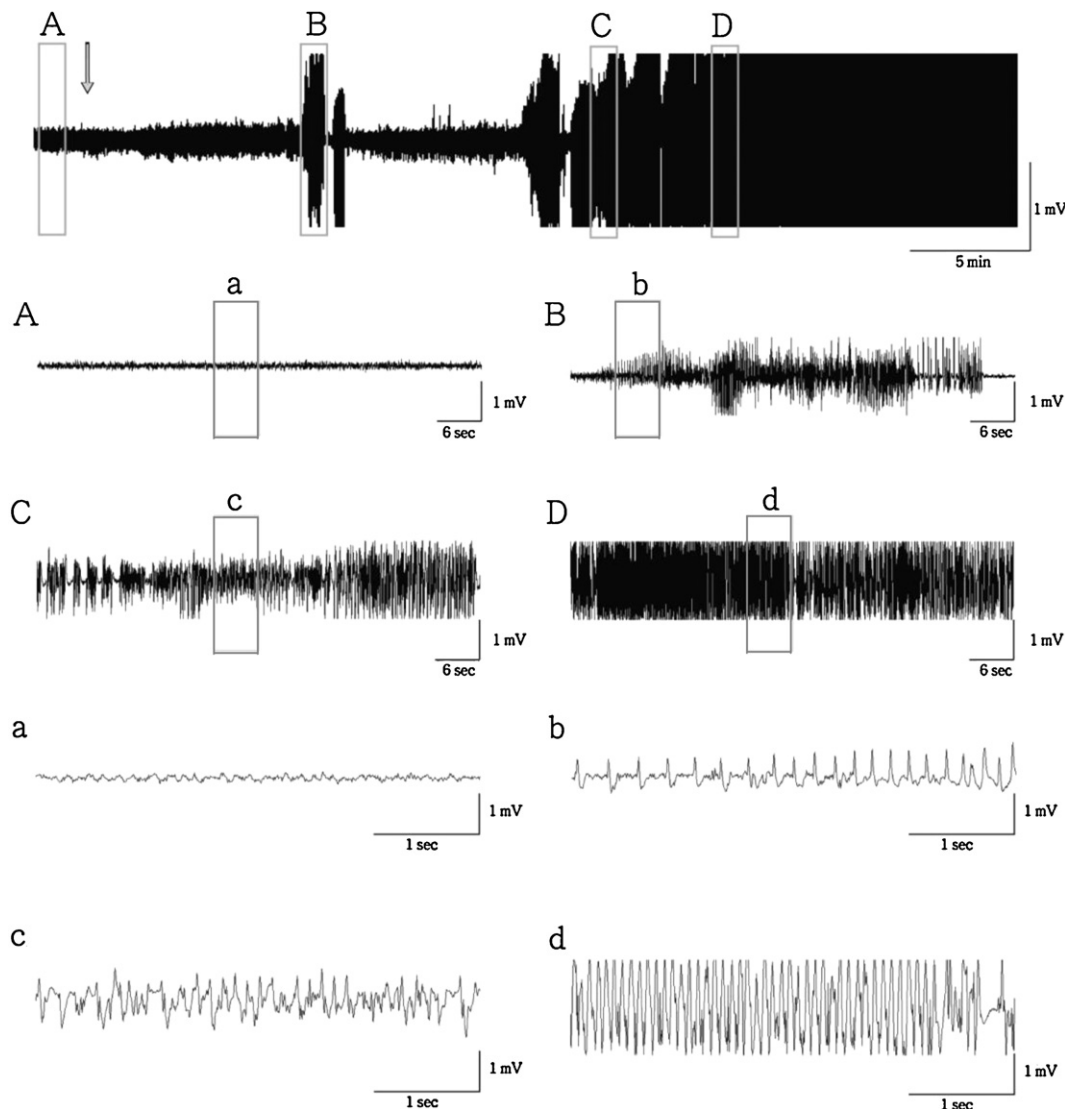 A B C D
1 mV
5 min
a b
A B
1 mV 1 mV
6 sec 6 sec
c d
C D
1 mV 1 mV
6 sec 6 sec
a b
1 mV 1 mV
1 sec 1 sec
c d
1 mV 1 mV
1 sec 1 sec